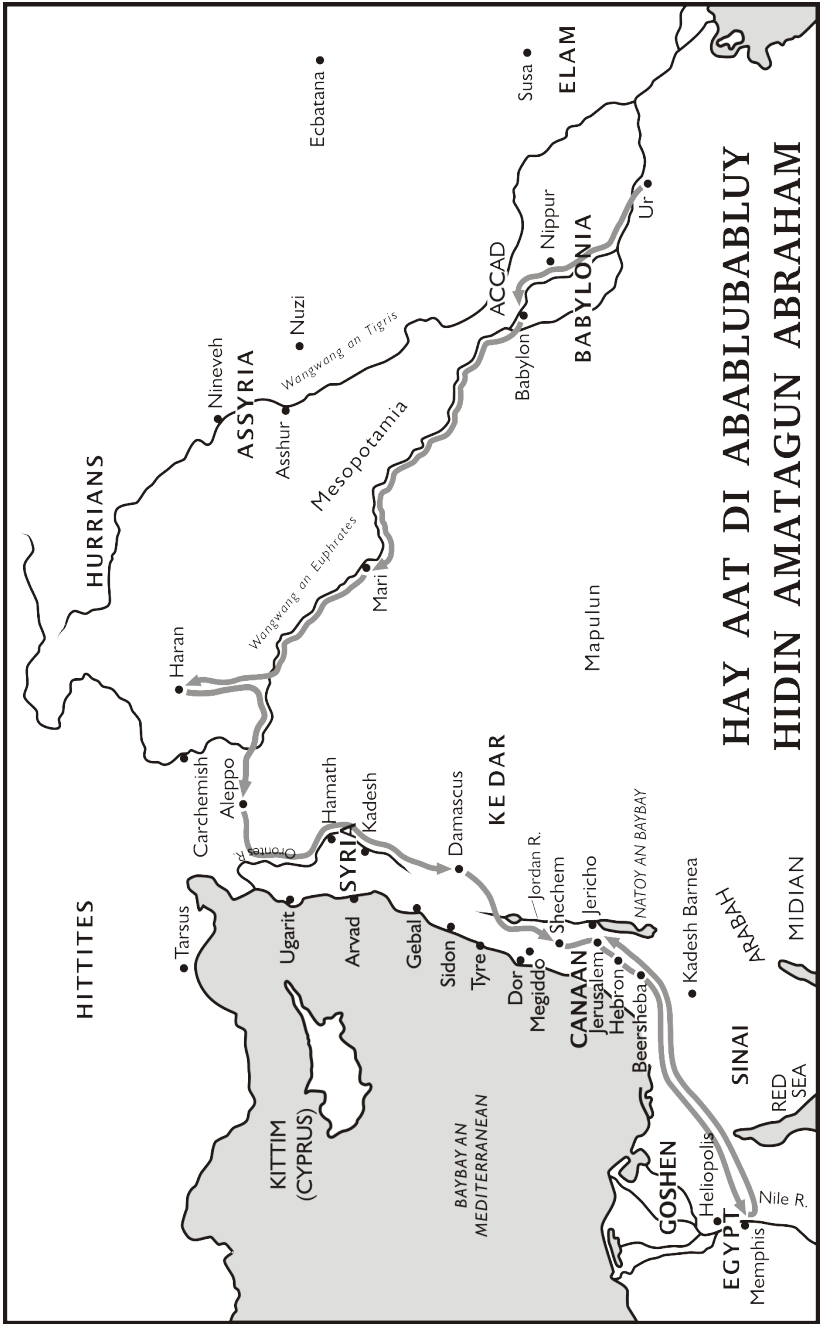 HAY AAT DI ABABLUBABLUY
HIDIN AMATAGUN ABRAHAM
HITTITES
HURRIANS
Tarsus
Carchemish
Haran
Aleppo
Nineveh
ASSYRIA
Asshur
Nuzi
Ecbatana
Wangwang an Tigris
Mesopotamia
Wangwang an Euphrates
Mari
ACCAD
Babylon
BABYLONIA
Nippur
Ur
Susa
ELAM
Orontes R.
Ugarit
Hamath
SYRIA
Kadesh
Arvad
Gebal
Sidon
Tyre
Damascus
KE DAR
Mapulun
KITTIM
(CYPRUS)
BAYBAY AN
MEDITERRANEAN
Dor
Megiddo
Jordan R.
Shechem
CANAAN
Jerusalem
Jericho
Hebron
Beersheba
NATOY AN BAYBAY
Kadesh Barnea
ARABAH
MIDIAN
SINAI
RED
SEA
GOSHEN
Heliopolis
EGYPT
Memphis
Nile R.